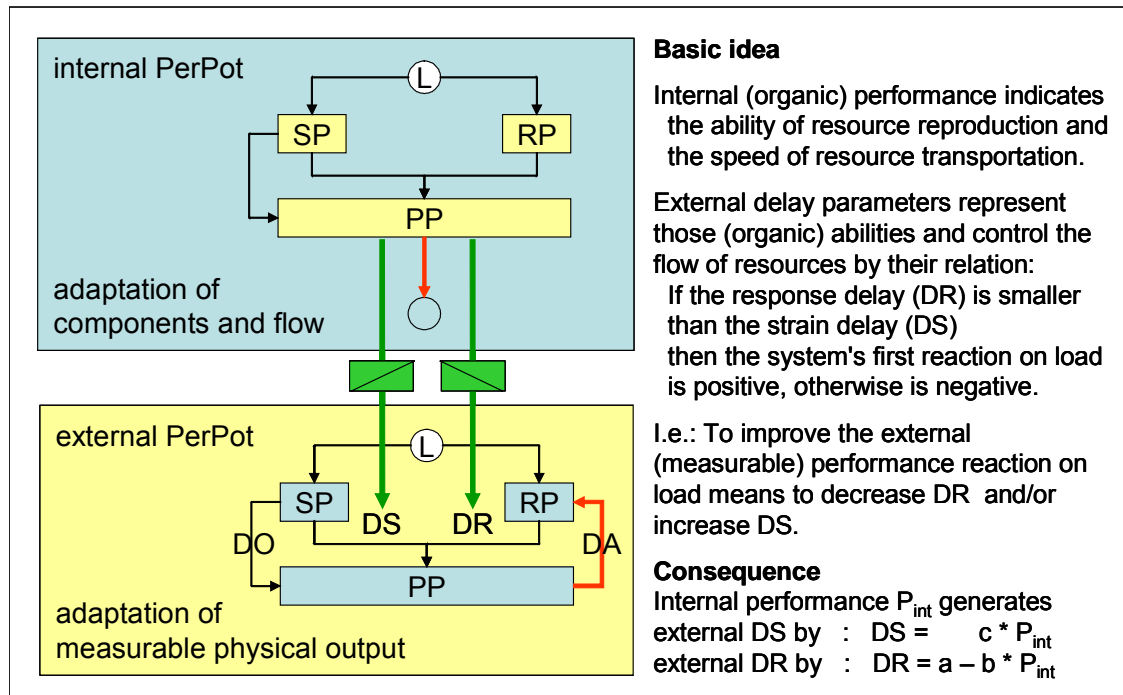 internal PerPot
L
SP
RP
PP
adaptation of
components and flow
external PerPot
L
SP
RP
DS
DR
DO
DA
PP
adaptation of
measurable physical output
Basic idea
Internal (organic) performance indicates
the ability of resource reproduction and
the speed of resource transportation.
External delay parameters represent
those (organic) abilities and control the
flow of resources by their relation:
If the response delay (DR) is smaller
than the strain delay (DS)
then the system's first reaction on load
is positive, otherwise is negative.
I.e.: To improve the external
(measurable) performance reaction on
load means to decrease DR and/or
increase DS.
Consequence
Internal performance P_int generates
external DS by : DS = c * P_int
external DR by : DR = a – b * P_int